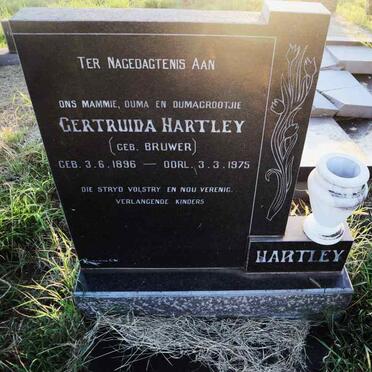 TER NAGEDAGTENIS AAN
ONS MAMMIE, OUMA EN OUMAGROOTJIE
GERTRUIDA HARTLEY
(GEB. BRUWER)
GEB. 3.6.1896 — OORL. 3.3.1975
DIE STRYD VOLSTRY EN NOU VERENIG.
VERLANGENDE KINDERS
HARTLEY